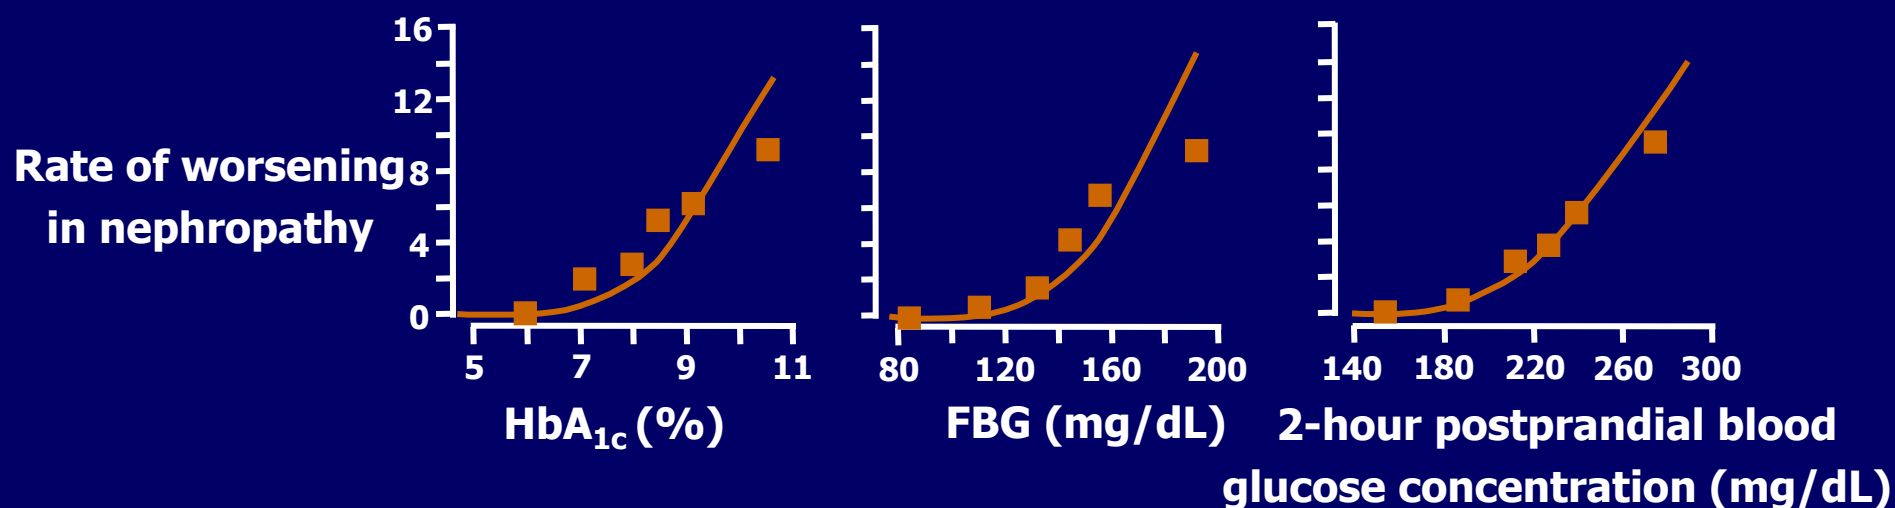 16
12
8
4
0
Rate of worsening
in nephropathy
5 7 9 11
HbA1c (%)
80 120 160 200
FBG (mg/dL)
140 180 220 260 300
2-hour postprandial blood
glucose concentration (mg/dL)